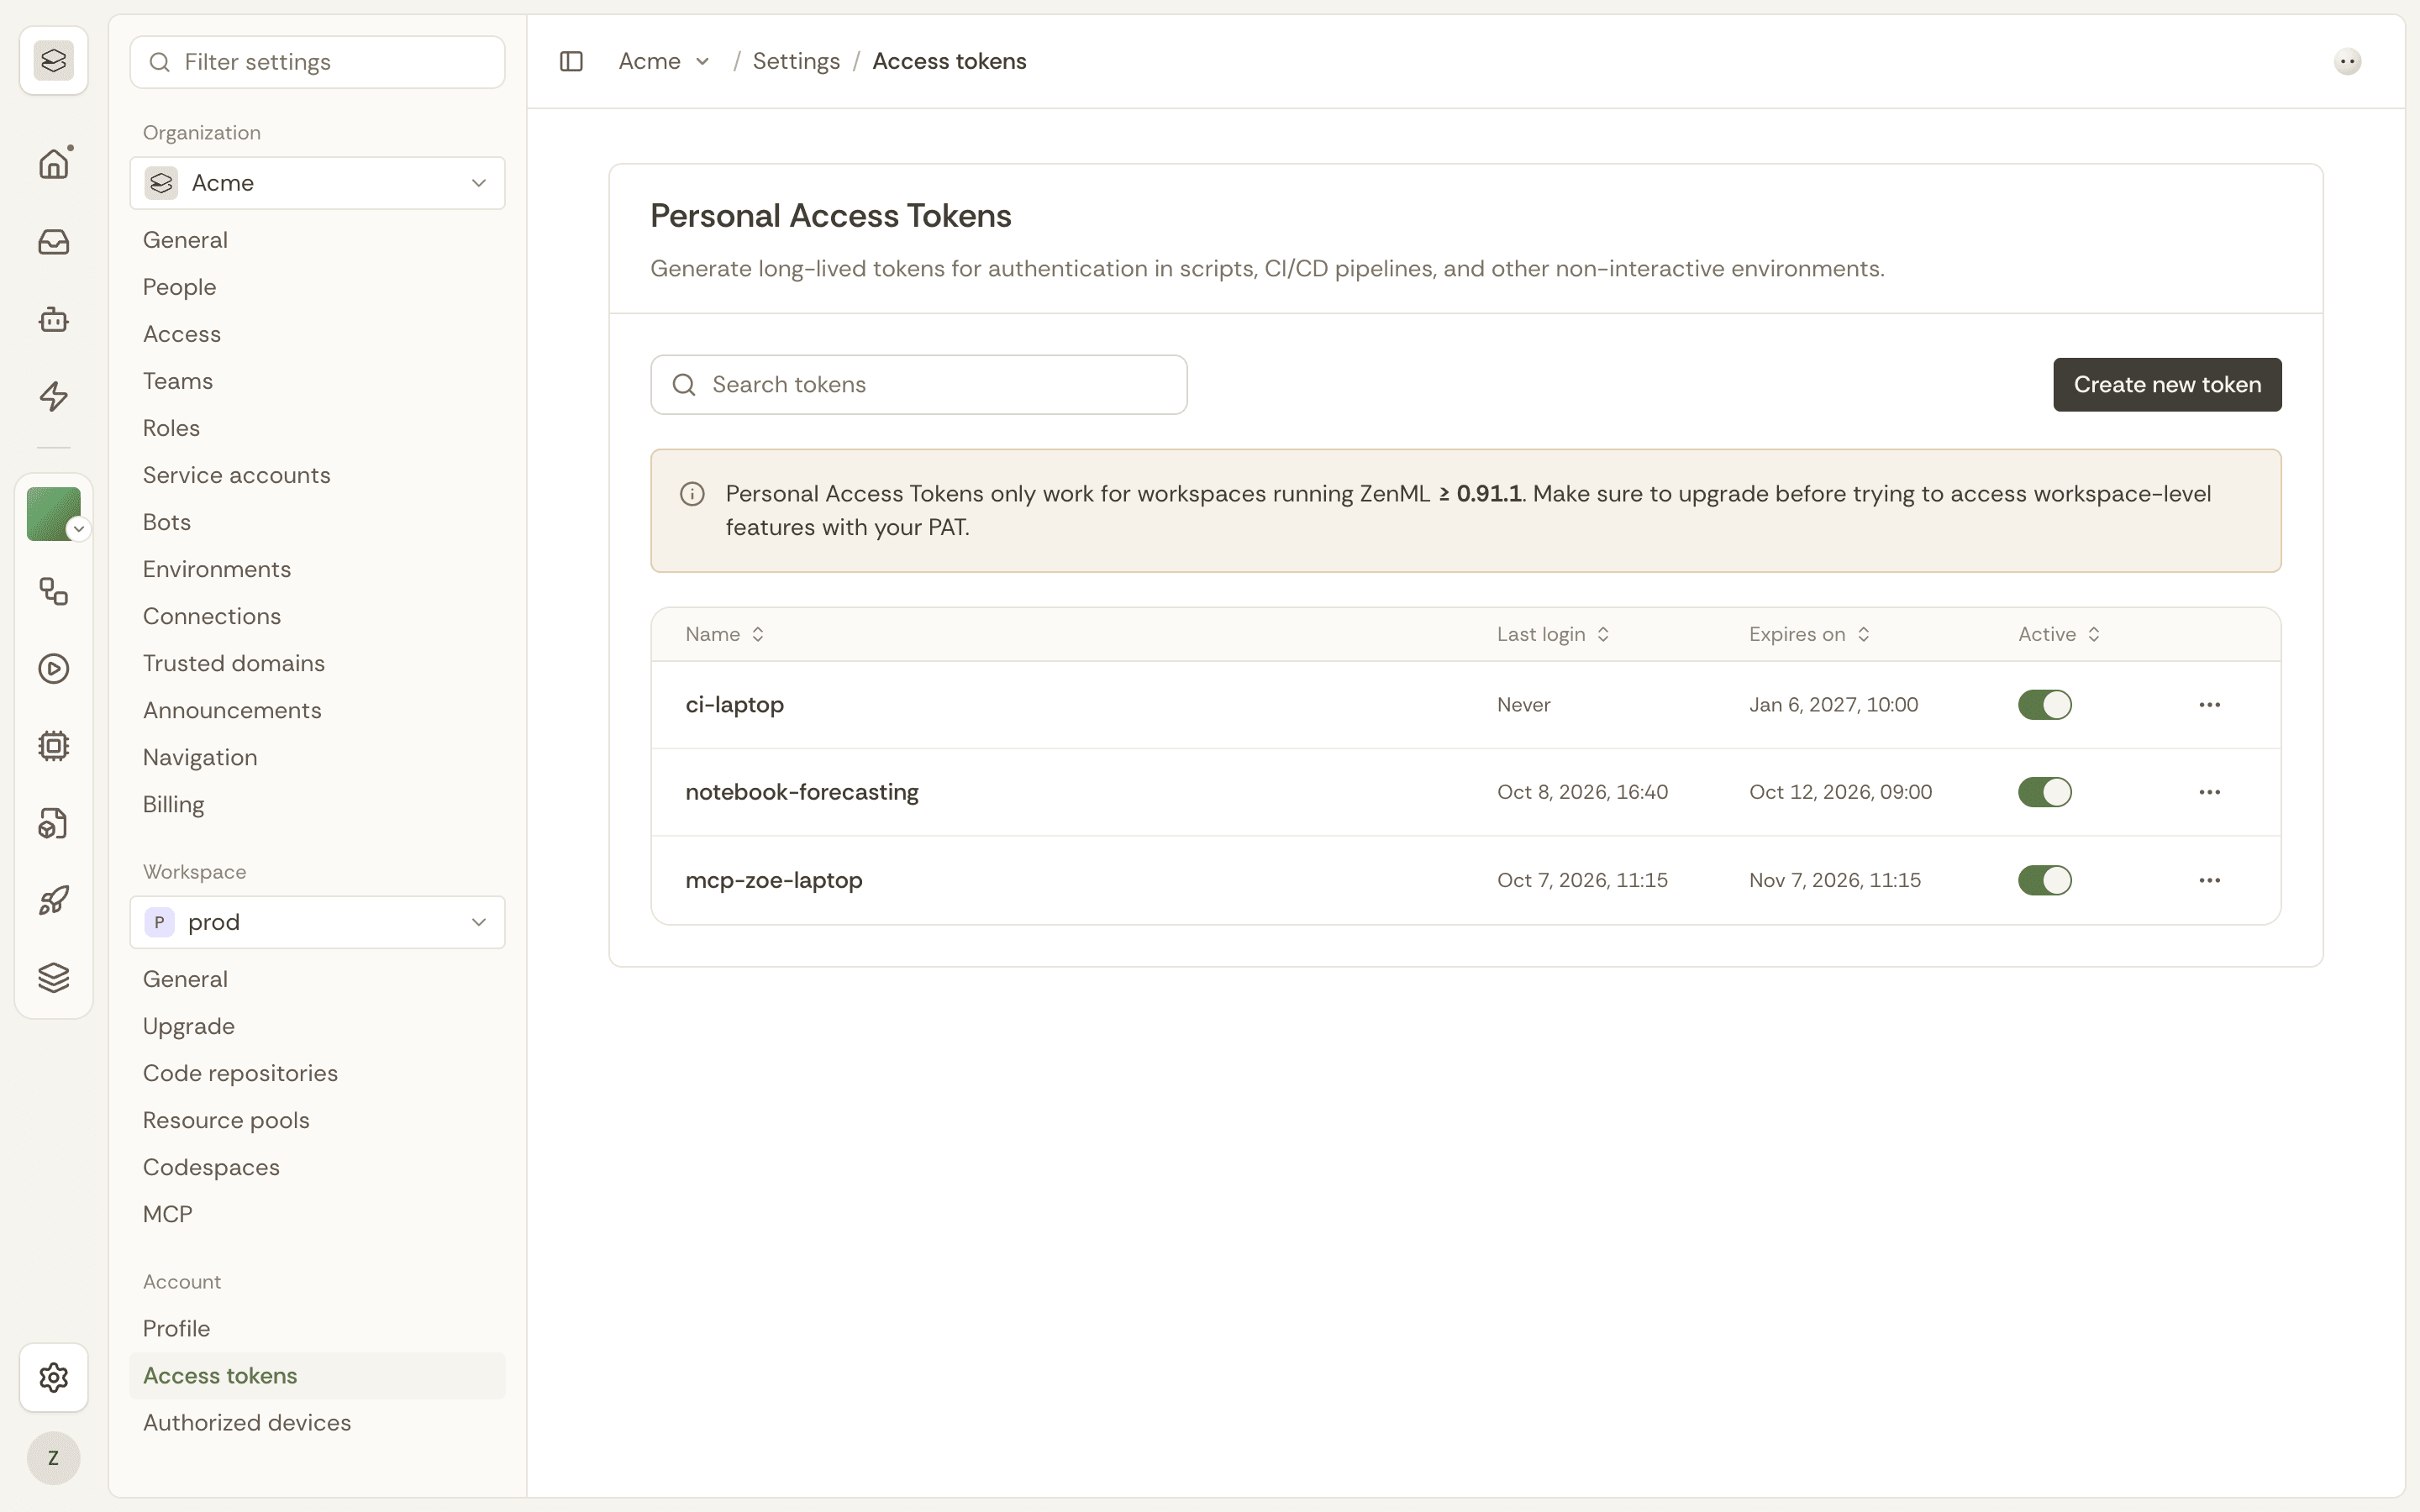 Filter settings
Organization
Acme
General
People
Access
Teams
Roles
Service accounts
Bots
Environments
Connections
Trusted domains
Announcements
Navigation
Billing
Workspace
P prod
General
Upgrade
Code repositories
Resource pools
Codespaces
MCP
Account
Profile
Access tokens
Authorized devices
Z
Acme / Settings / Access tokens
Personal Access Tokens
Generate long-lived tokens for authentication in scripts, CI/CD pipelines, and other non-interactive environments.
Search tokens
Create new token
Personal Access Tokens only work for workspaces running ZenML ≥ 0.91.1. Make sure to upgrade before trying to access workspace-level
features with your PAT.
Name Last login Expires on Active
ci-laptop Never Jan 6, 2027, 10:00
notebook-forecasting Oct 8, 2026, 16:40 Oct 12, 2026, 09:00
mcp-zoe-laptop Oct 7, 2026, 11:15 Nov 7, 2026, 11:15